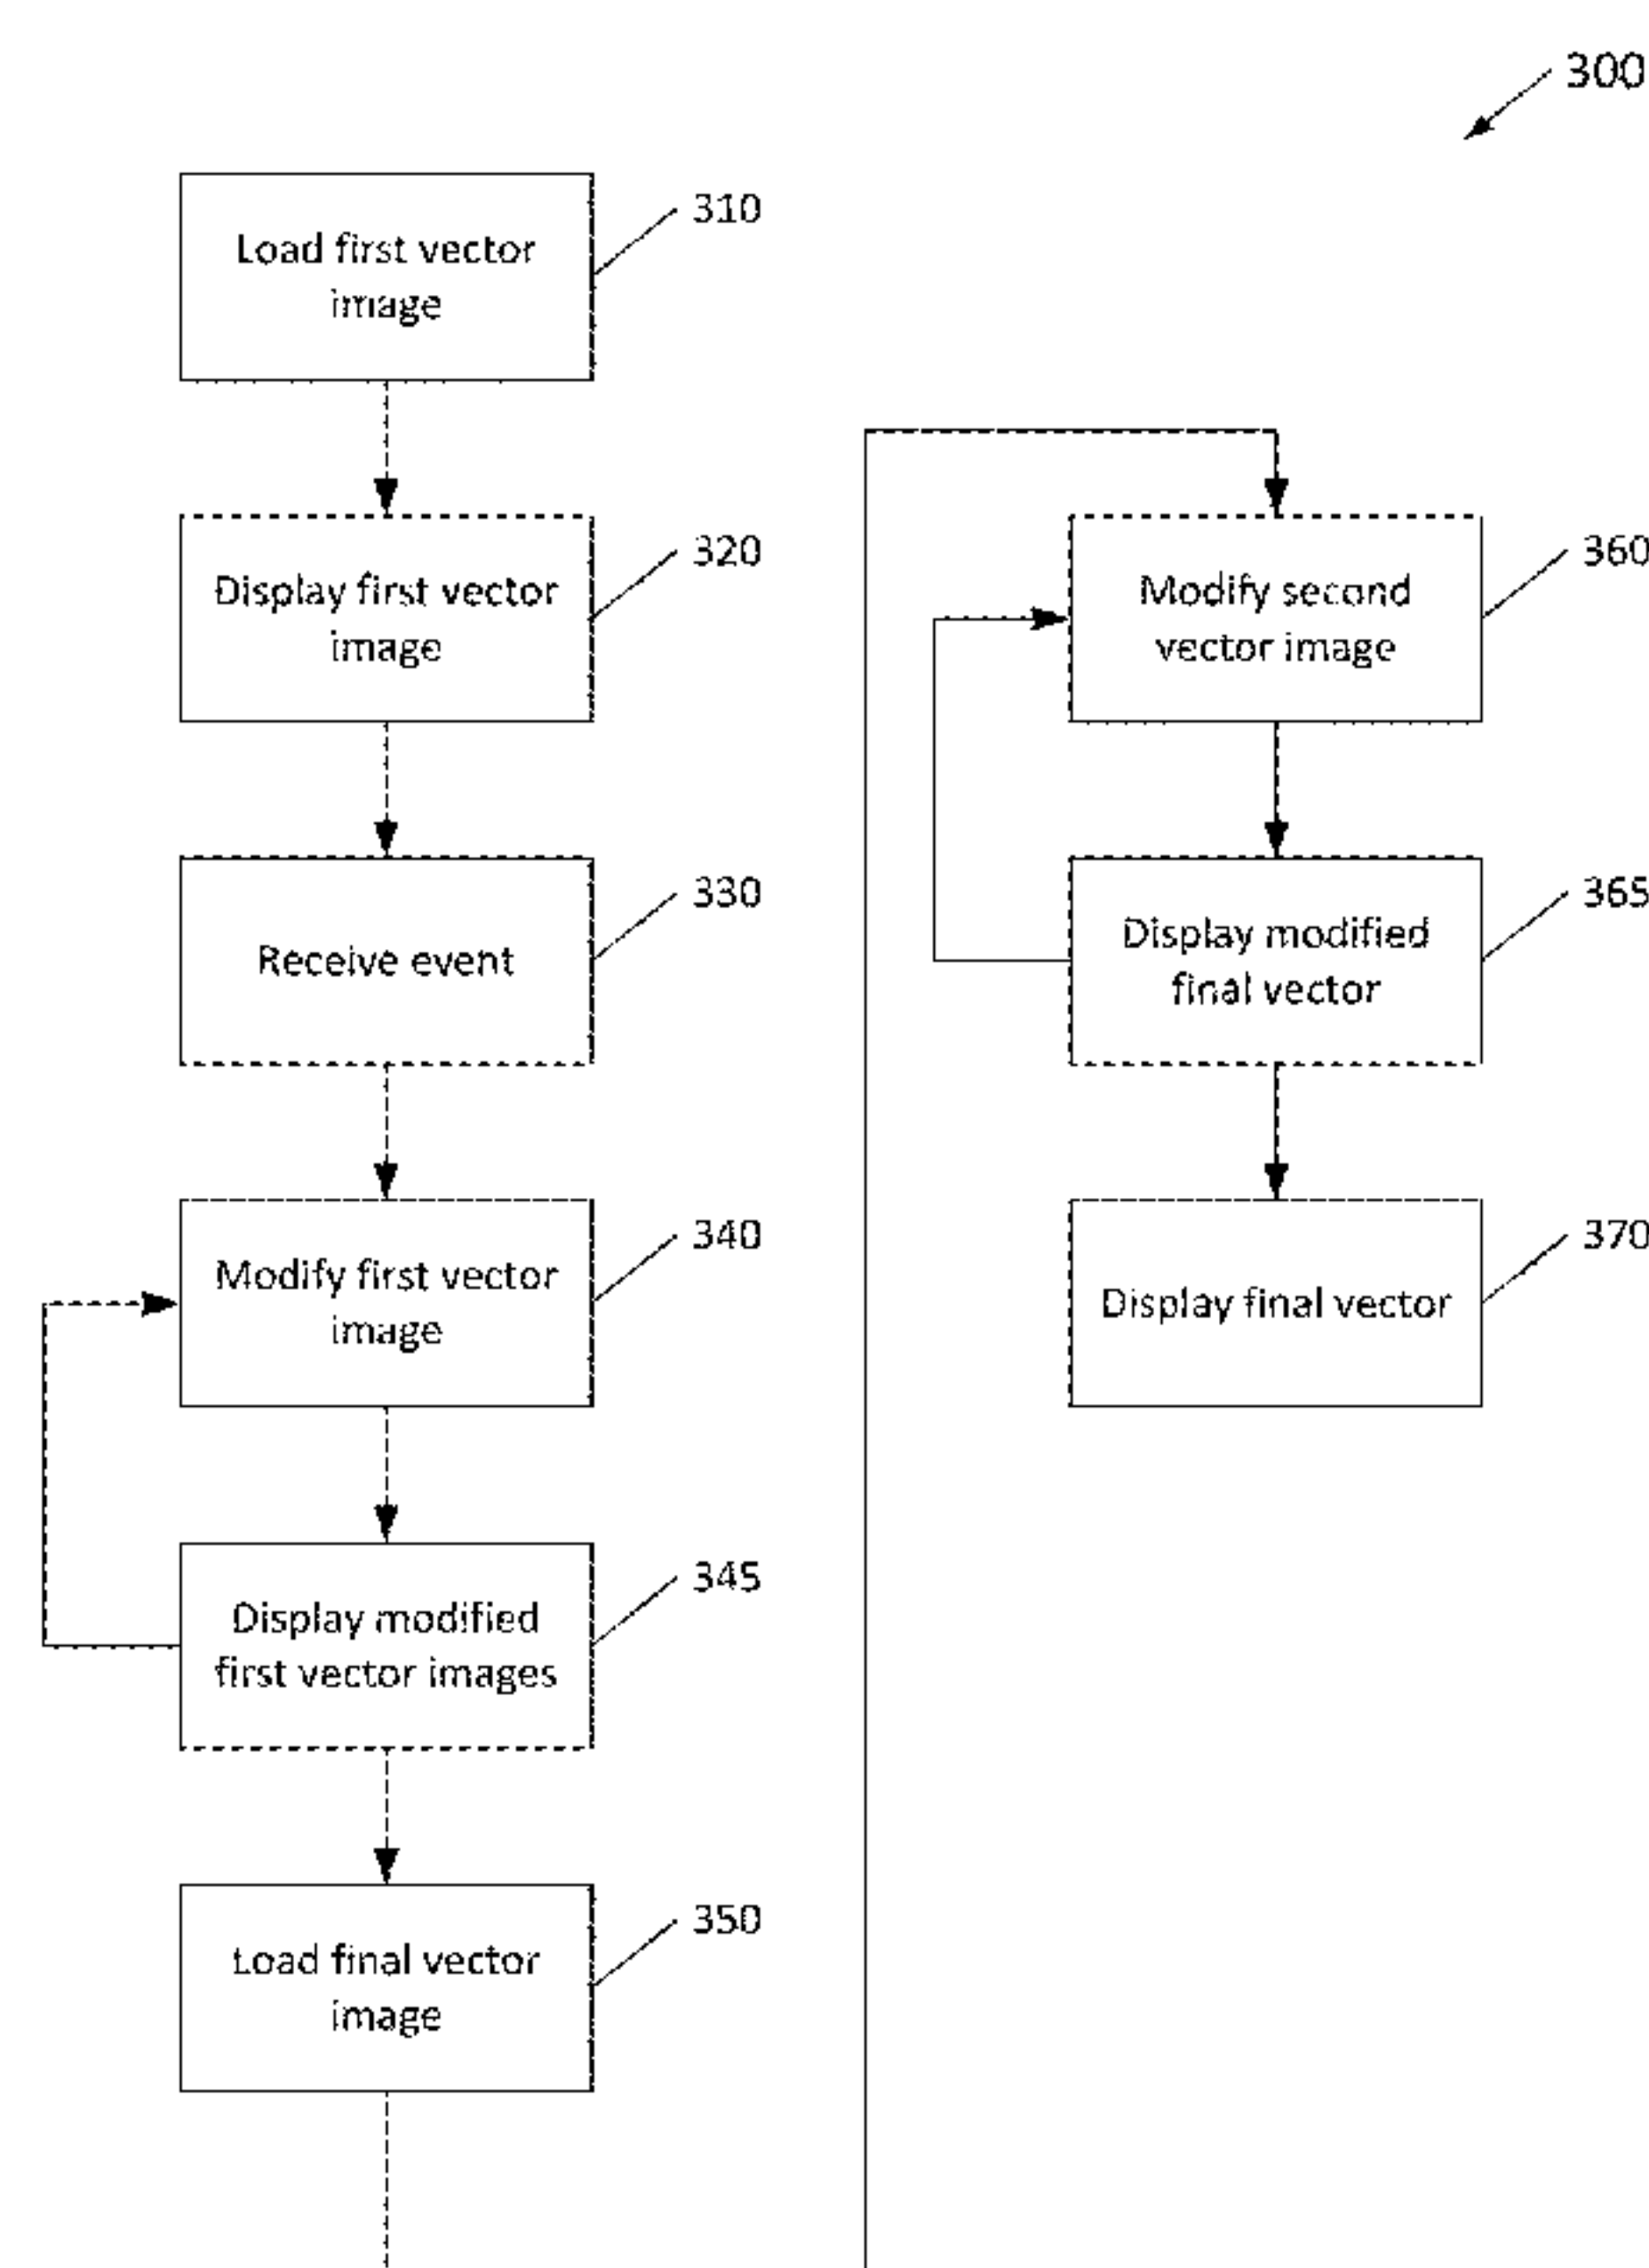 300
Load first vector
image
310
Display first vector
image
320
Receive event
330
Modify first vector
image
340
Display modified
first vector images
345
Load final vector
image
350
Modify second
vector image
360
Display modified
final vector
365
Display final vector
370